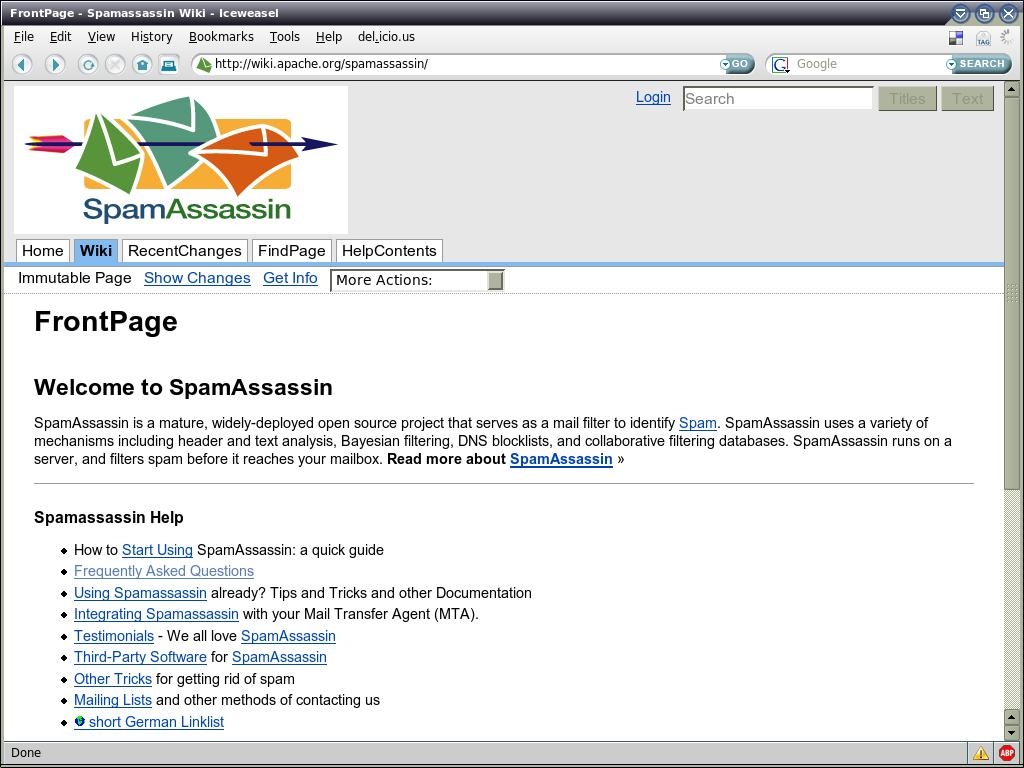 FrontPage - Spamassassin Wiki - Iceweasel
File Edit View History Bookmarks Tools Help del.icio.us
TAG
http://wiki.apache.org/spamassassin/ GO G Google SEARCH
Login Search Titles Text
SpamAssassin
Home Wiki RecentChanges FindPage HelpContents
Immutable Page Show Changes Get Info More Actions:
FrontPage
Welcome to SpamAssassin
SpamAssassin is a mature, widely-deployed open source project that serves as a mail filter to identify Spam. SpamAssassin uses a variety of
mechanisms including header and text analysis, Bayesian filtering, DNS blocklists, and collaborative filtering databases. SpamAssassin runs on a
server, and filters spam before it reaches your mailbox. Read more about SpamAssassin »
Spamassassin Help
How to Start Using SpamAssassin: a quick guide
Frequently Asked Questions
Using Spamassassin already? Tips and Tricks and other Documentation
Integrating Spamassassin with your Mail Transfer Agent (MTA).
Testimonials - We all love SpamAssassin
Third-Party Software for SpamAssassin
Other Tricks for getting rid of spam
Mailing Lists and other methods of contacting us
short German Linklist
Done ABP